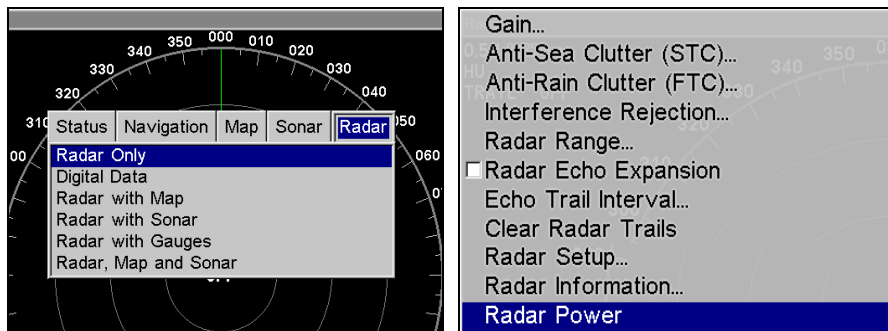 000
350 010
340 020
330 030
320 040
310 Status Navigation Map Sonar Radar 50
00 Radar Only 060
Digital Data
Radar with Map
Radar with Sonar
Radar with Gauges
Radar, Map and Sonar
Gain...
Anti-Sea Clutter (STC)...
340 350
Anti-Rain Clutter (FTC)...
Interference Rejection...
Radar Range...
Radar Echo Expansion
Echo Trail Interval...
Clear Radar Trails
Radar Setup...
Radar Information...
Radar Power